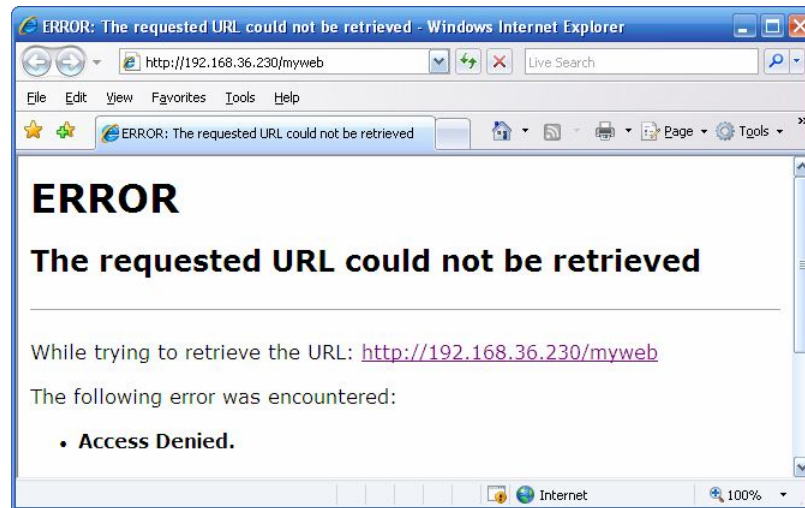 ERROR: The requested URL could not be retrieved - Windows Internet Explorer
http://192.168.36.230/myweb
Live Search
File Edit View Favorites Tools Help
ERROR: The requested URL could not be retrieved
Page
Tools
ERROR
The requested URL could not be retrieved
While trying to retrieve the URL: http://192.168.36.230/myweb
The following error was encountered:
• Access Denied.
Internet
100%